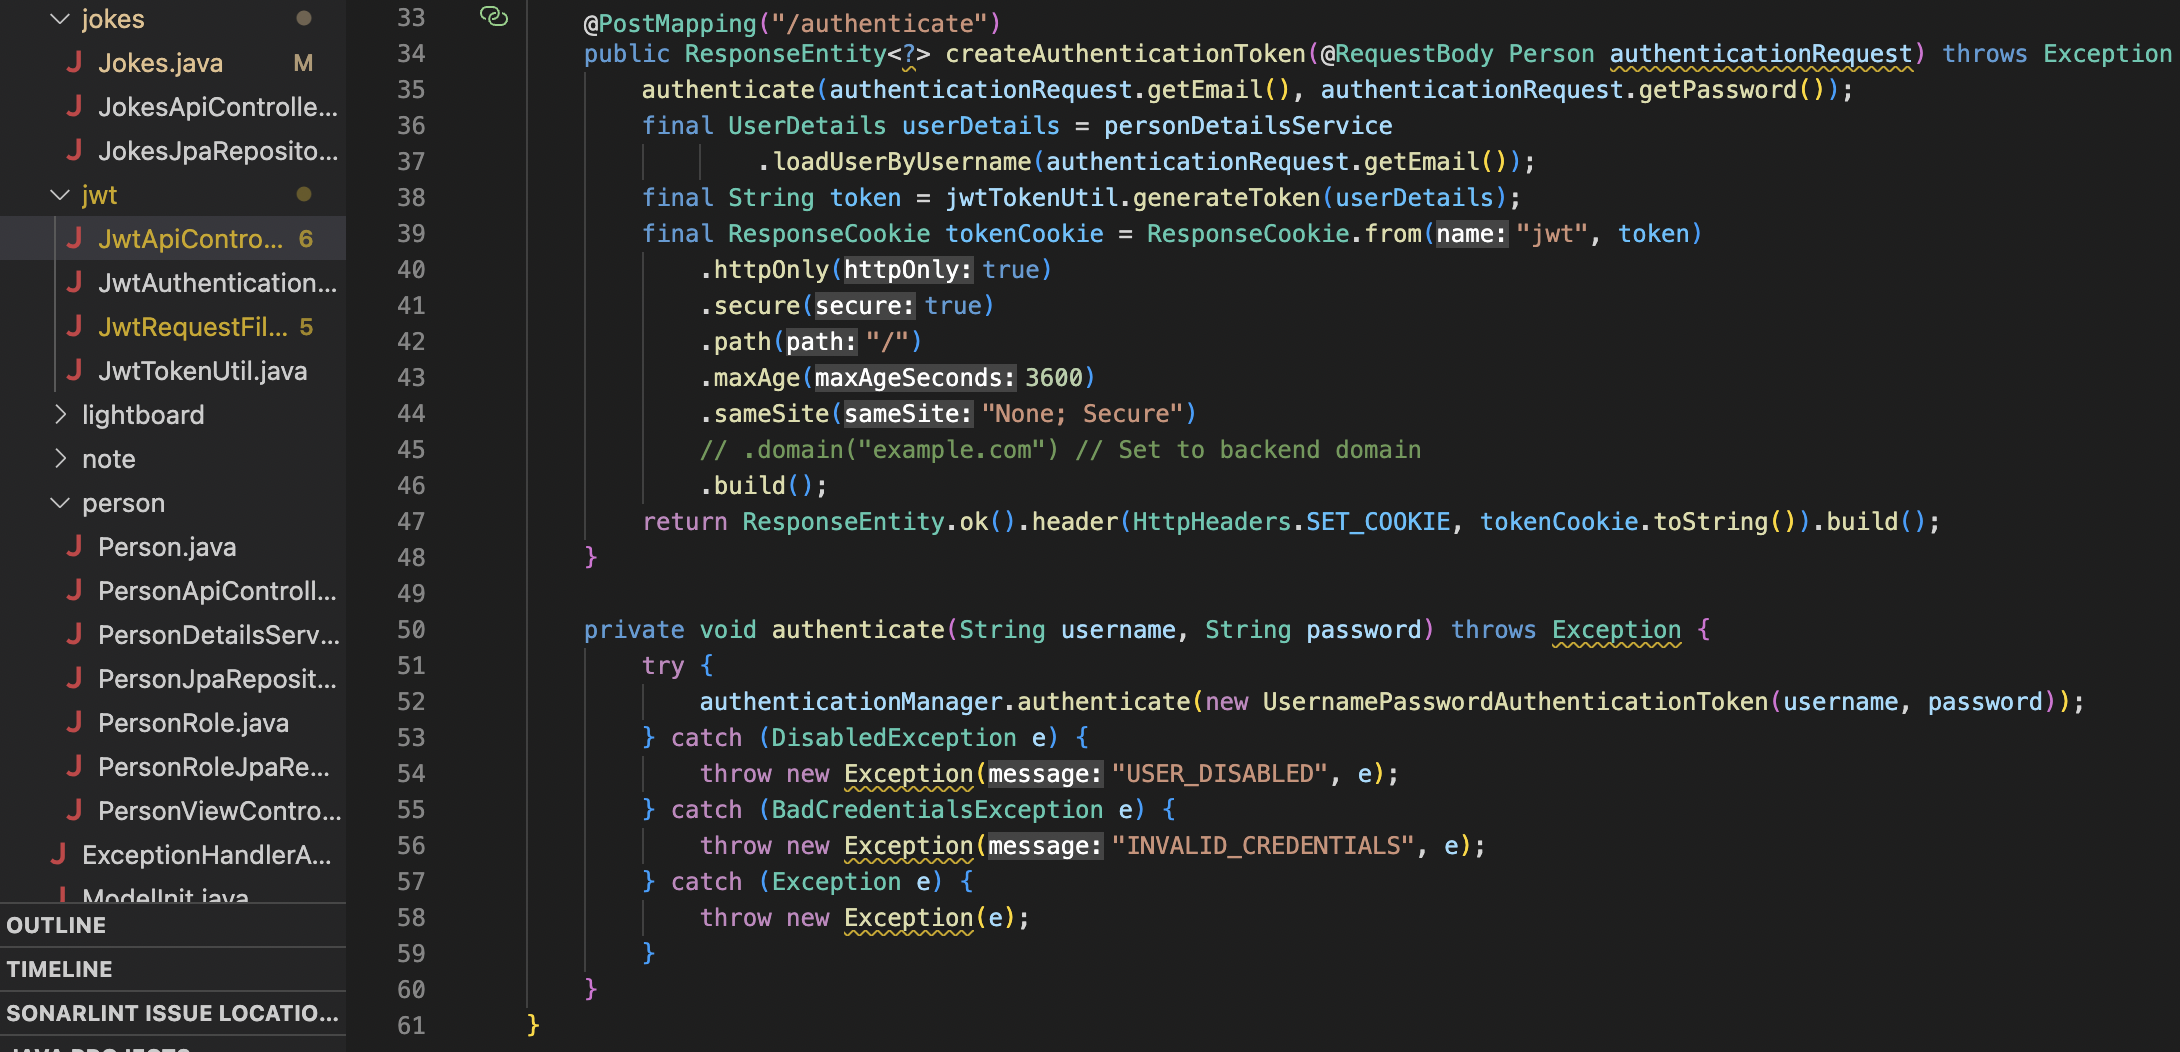 jokes
Jokes.java M
JokesApiControlle...
JokesJpaReposito...
jwt
JwtApiContro... 6
JwtAuthentication...
JwtRequestFil... 5
JwtTokenUtil.java
lightboard
note
person
Person.java
PersonApiControll...
PersonDetailsServ...
PersonJpaReposit...
PersonRole.java
PersonRoleJpaRe...
PersonViewContro...
ExceptionHandlerA...
ModelInit.java
OUTLINE
TIMELINE
SONARLINT ISSUE LOCATIO...
JAVA PROJECTS
33 @PostMapping("/authenticate")
34 public ResponseEntity<?> createAuthenticationToken(@RequestBody Person authenticationRequest) throws Exception
35 authenticate(authenticationRequest.getEmail(), authenticationRequest.getPassword());
36 final UserDetails userDetails = personDetailsService
37 .loadUserByUsername(authenticationRequest.getEmail());
38 final String token = jwtTokenUtil.generateToken(userDetails);
39 final ResponseCookie tokenCookie = ResponseCookie.from(name: "jwt", token)
40 .httpOnly(httpOnly: true)
41 .secure(secure: true)
42 .path(path: "/")
43 .maxAge(maxAgeSeconds: 3600)
44 .sameSite(sameSite: "None; Secure")
45 // .domain("example.com") // Set to backend domain
46 .build();
47 return ResponseEntity.ok().header(HttpHeaders.SET_COOKIE, tokenCookie.toString()).build();
48 }
49
50 private void authenticate(String username, String password) throws Exception {
51 try {
52 authenticationManager.authenticate(new UsernamePasswordAuthenticationToken(username, password));
53 } catch (DisabledException e) {
54 throw new Exception(message: "USER_DISABLED", e);
55 } catch (BadCredentialsException e) {
56 throw new Exception(message: "INVALID_CREDENTIALS", e);
57 } catch (Exception e) {
58 throw new Exception(e);
59 }
60 }
61 }